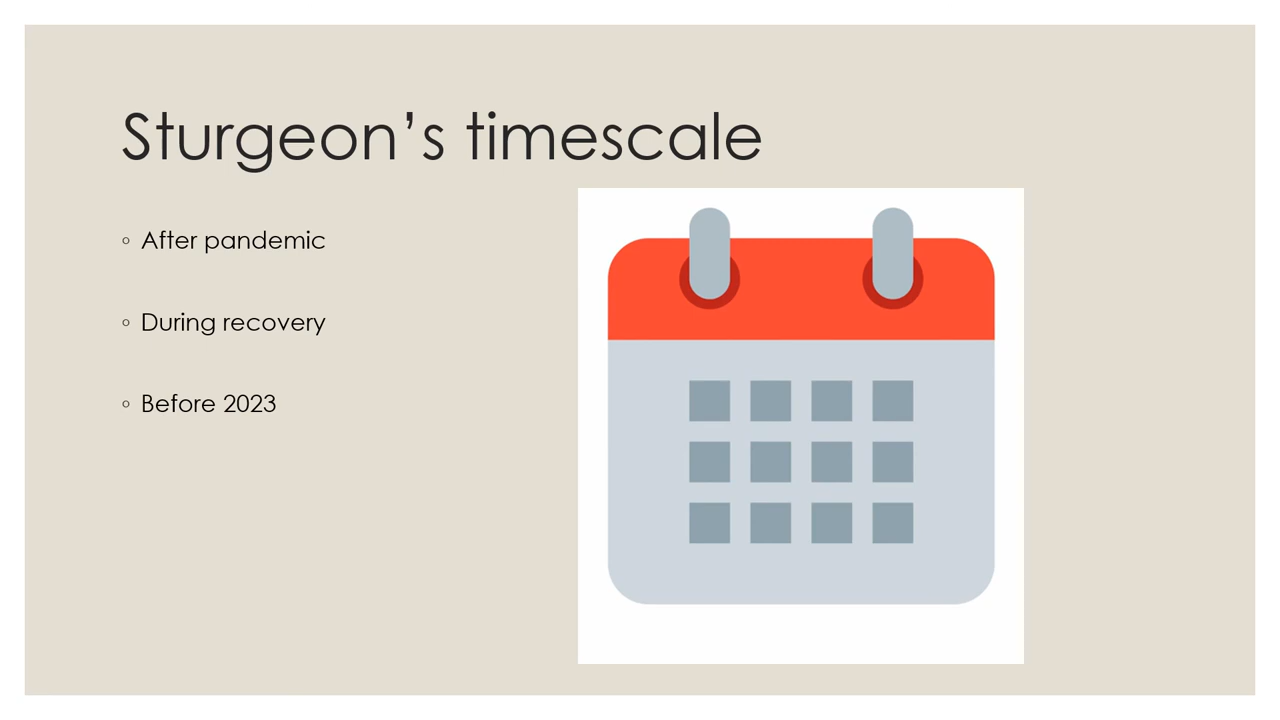 Sturgeon’s timescale
◦ After pandemic
◦ During recovery
◦ Before 2023